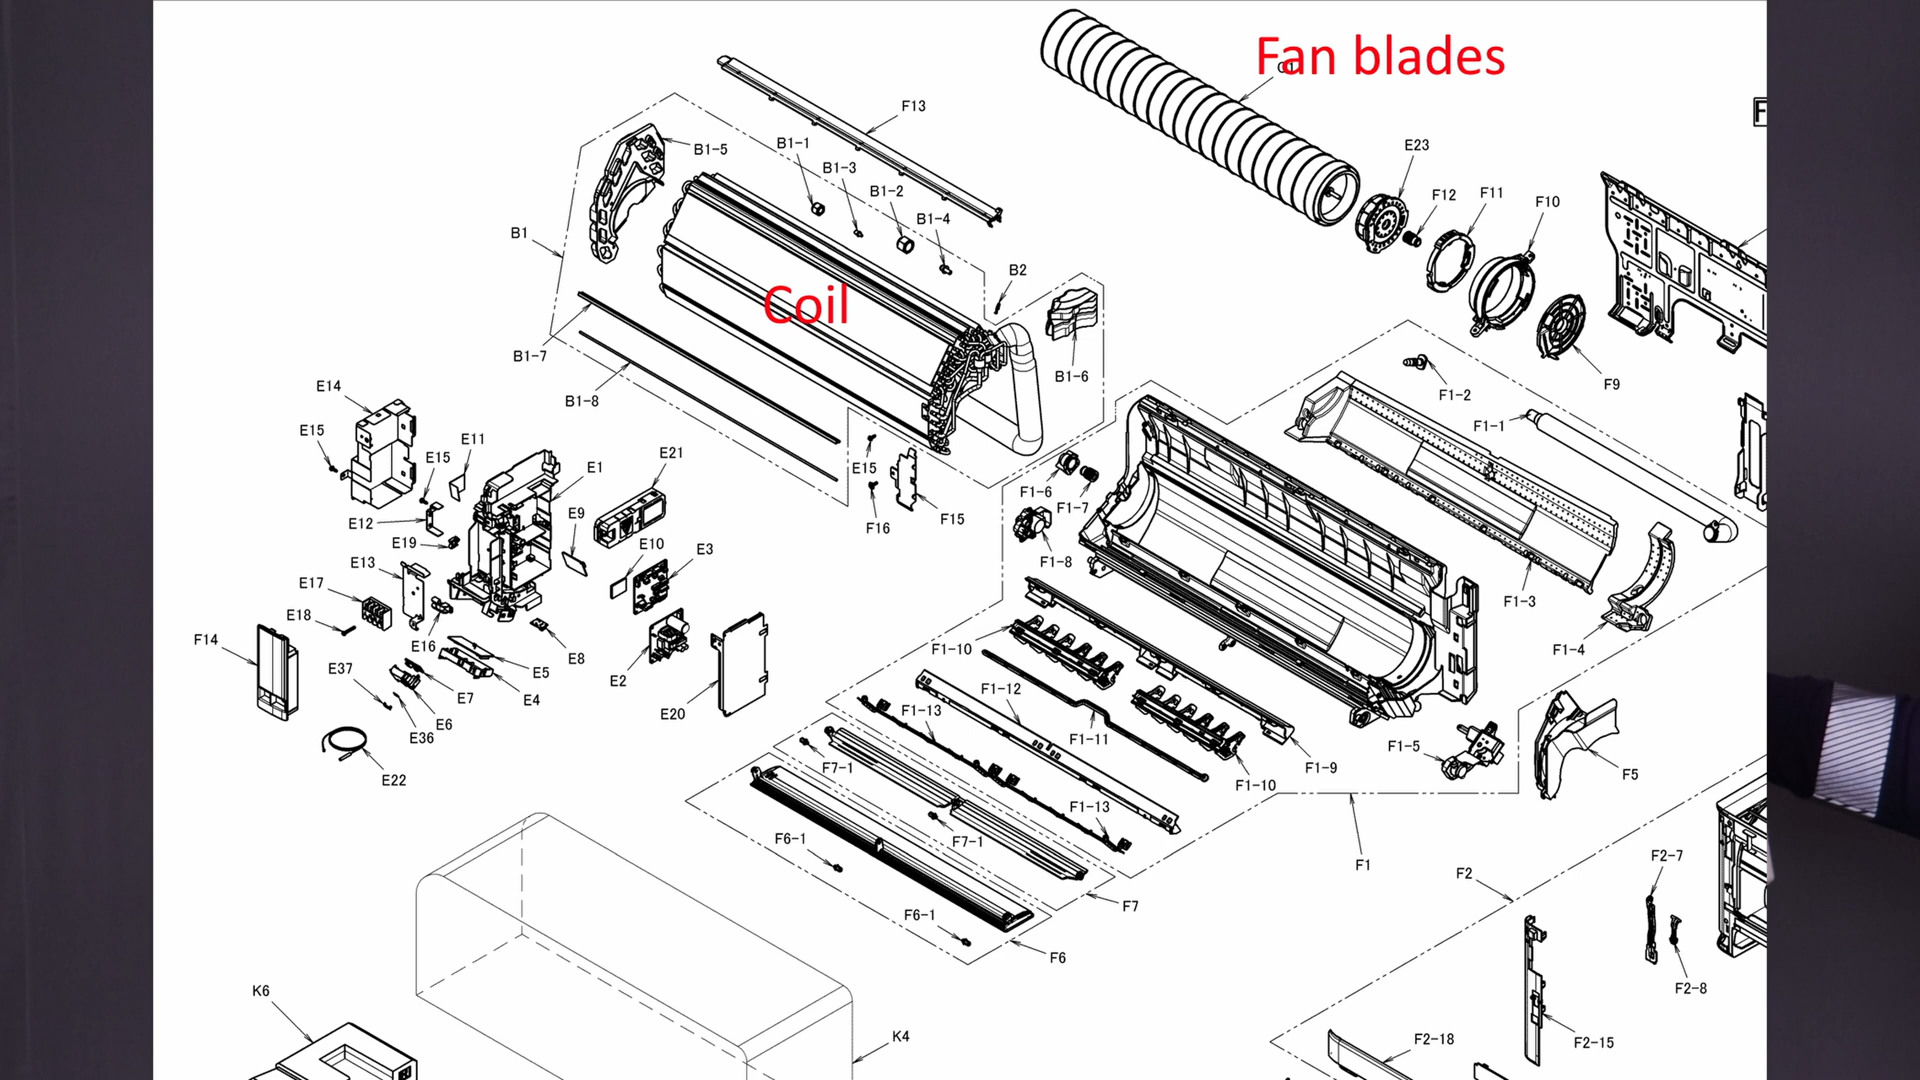 Fan blades
F13
E23
B1-1
B1-5
B1-3
F12
F11
B1-2
F10
B1-4
B1
B2
Coil
B1-7
B1-6
E14
F9
F1-2
B1-8
E15
E11
F1-1
E15
E1
E21
E15
F1-6
E12
E9
F16
F15
F1-7
E19
E10
E3
E13
F1-8
E17
F1-3
E18
F14
E16
E8
F1-10
F1-4
E37
E5
E2
E7
E4
F1-12
E6
E20
F1-13
E36
F1-11
F1-5
E22
F7-1
F1-10
F1-9
F5
F1-13
F6-1
F7-1
F1
F2-7
F2
F6-1
F7
F6
K6
F2-8
K4
F2-18
F2-15